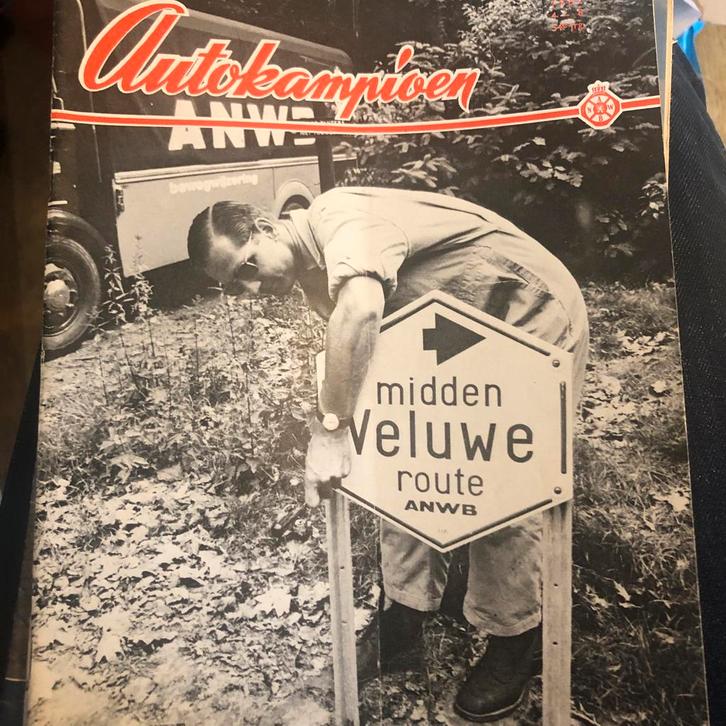 Autokampioen
ANWB
bewegwijzering
midden
Veluwe
route
ANWB